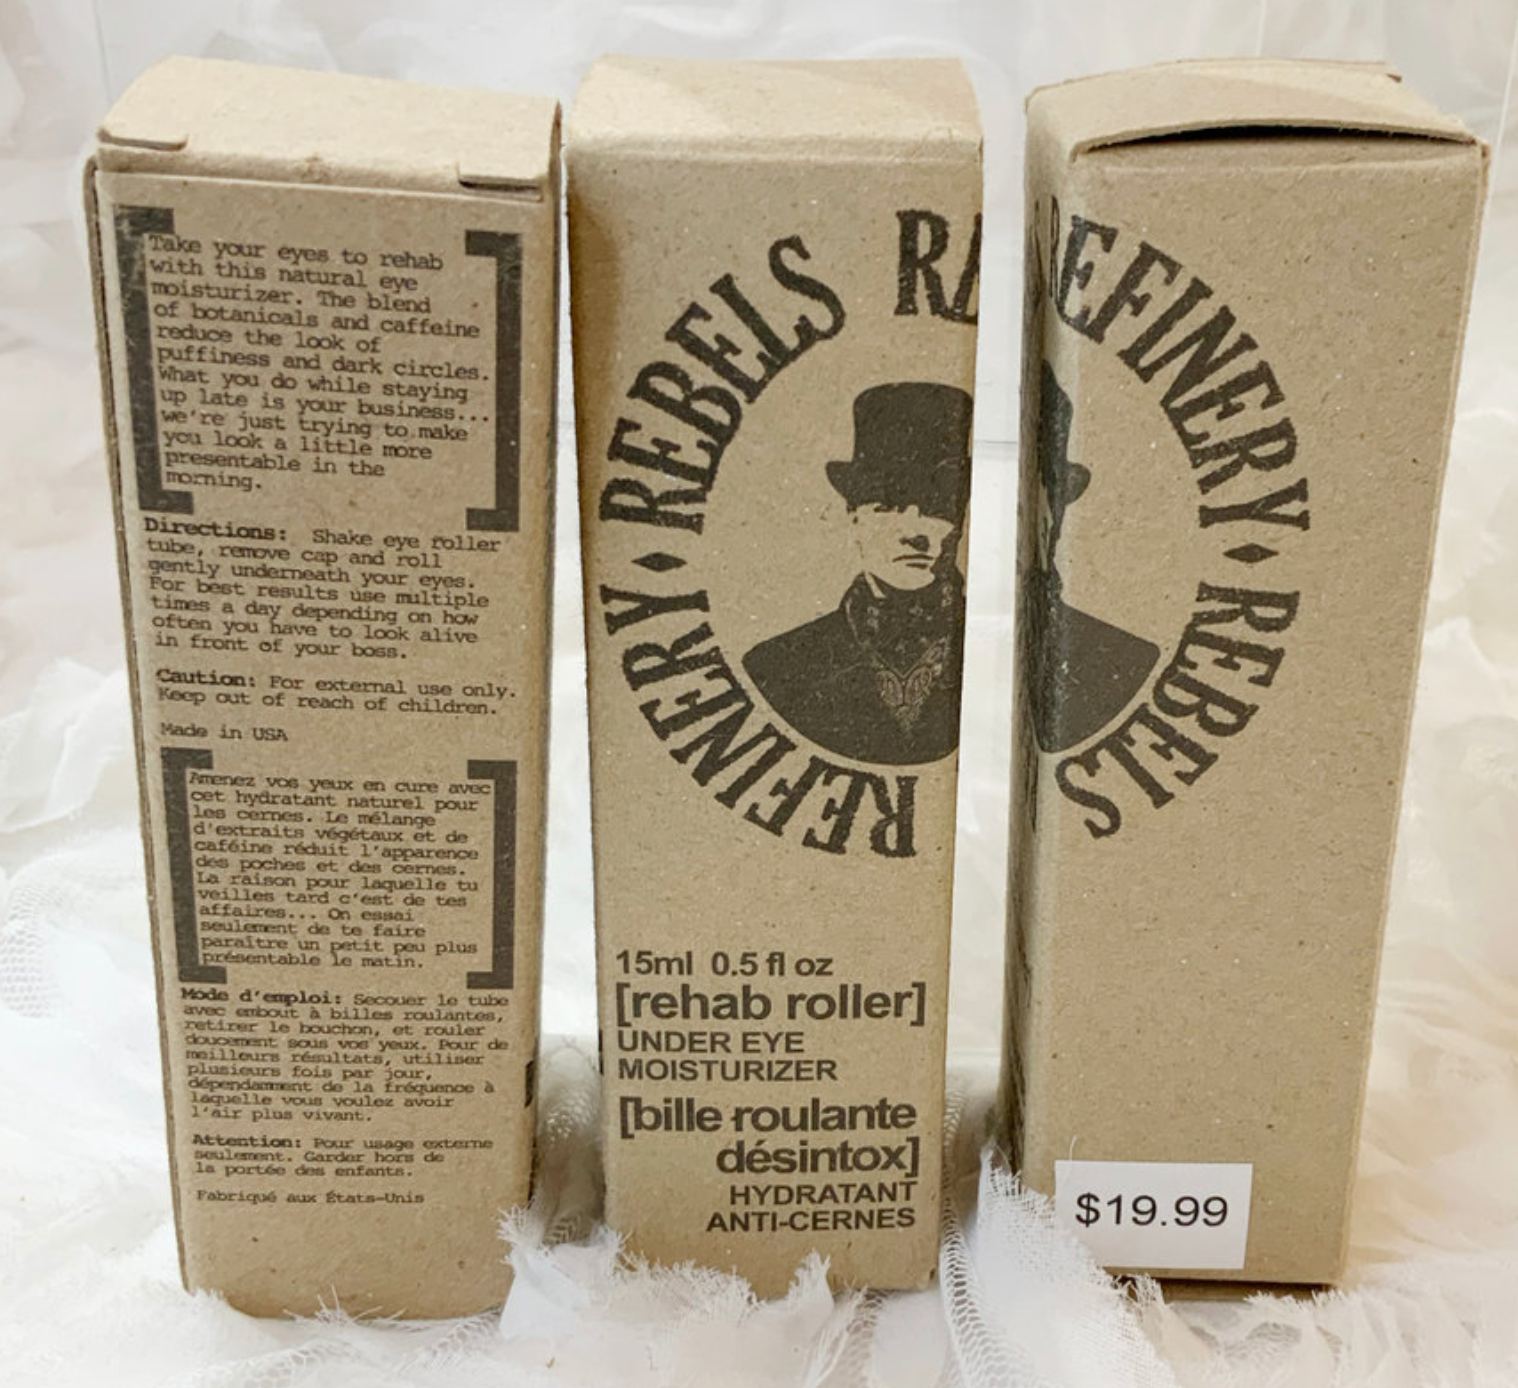 Take your eyes to rehab
with this natural eye
moisturizer. The blend
of botanicals and caffeine
reduce the look of
puffiness and dark circles.
What you do while staying
up late is your business...
we're just trying to make
you look a little more
presentable in the
morning.
Directions: Shake eye roller
tube, remove cap and roll
gently underneath your eyes.
For best results use multiple
times a day depending on how
often you have to look alive
in front of your boss.
Caution: For external use only.
Keep out of reach of children.
Made in USA
Amenez vos yeux en cure avec
cet hydratant naturel pour
les cernes. Le mélange
d'extraits végétaux et de
caféine réduit l'apparence
des poches et des cernes.
La raison pour laquelle tu
veilles tard c'est de tes
affaires... On essai
seulement de te faire
paraître un petit peu plus
présentable le matin.
Mode d'emploi: Secouer le tube
avec embout à billes roulantes,
retirer le bouchon, et rouler
doucement sous vos yeux. Pour de
meilleurs résultats, utiliser
plusieurs fois par jour,
dépendamment de la fréquence à
laquelle vous voulez avoir
l'air plus vivant.
Attention: Pour usage externe
seulement. Garder hors de
la portée des enfants.
Fabriqué aux États-Unis
REFINERY • REBELS
REFINERY
15ml 0.5 fl oz
[rehab roller]
UNDER EYE
MOISTURIZER
[bille roulante
désintox]
HYDRATANT
ANTI-CERNES
REFINERY • REBELS
$19.99